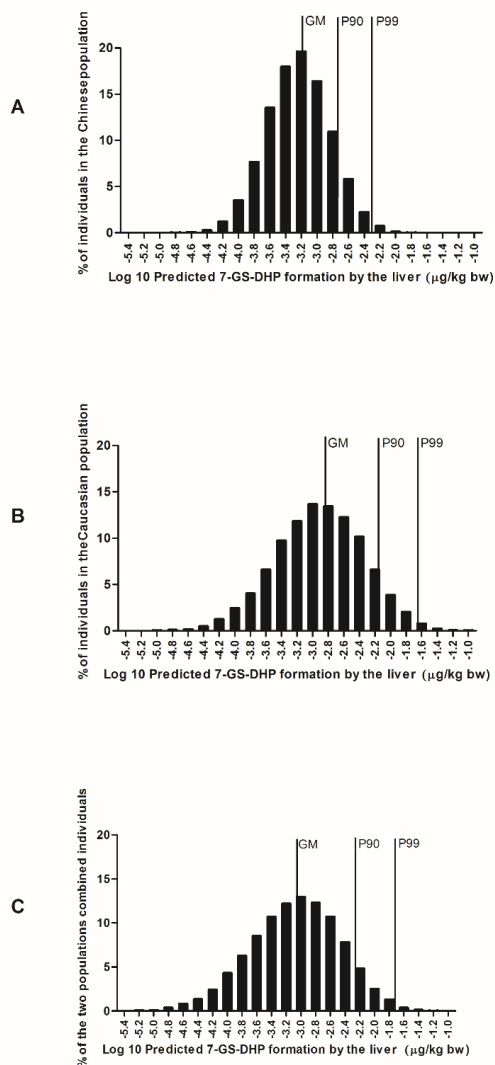 A
% of individuals in the Chinesepopulation
GM
P90
P99
20
15
10
5
0
-5.4 -5.2 -5.0 -4.8 -4.6 -4.4 -4.2 -4.0 -3.8 -3.6 -3.4 -3.2 -3.0 -2.8 -2.6 -2.4 -2.2 -2.0 -1.8 -1.6 -1.4 -1.2 -1.0
Log 10 Predicted 7-GS-DHP formation by the liver (μg/kg bw)
B
% of individuals in theCaucasian population
GM
P90
P99
20
15
10
5
0
-5.4 -5.2 -5.0 -4.8 -4.6 -4.4 -4.2 -4.0 -3.8 -3.6 -3.4 -3.2 -3.0 -2.8 -2.6 -2.4 -2.2 -2.0 -1.8 -1.6 -1.4 -1.2 -1.0
Log 10 Predicted 7-GS-DHP formation by the liver (μg/kg bw)
C
% of the two populations combined individuals
GM
P90
P99
20
15
10
5
0
-5.4 -5.2 -5.0 -4.8 -4.6 -4.4 -4.2 -4.0 -3.8 -3.6 -3.4 -3.2 -3.0 -2.8 -2.6 -2.4 -2.2 -2.0 -1.8 -1.6 -1.4 -1.2 -1.0
Log 10 Predicted 7-GS-DHP formation by the liver (μg/kg bw)